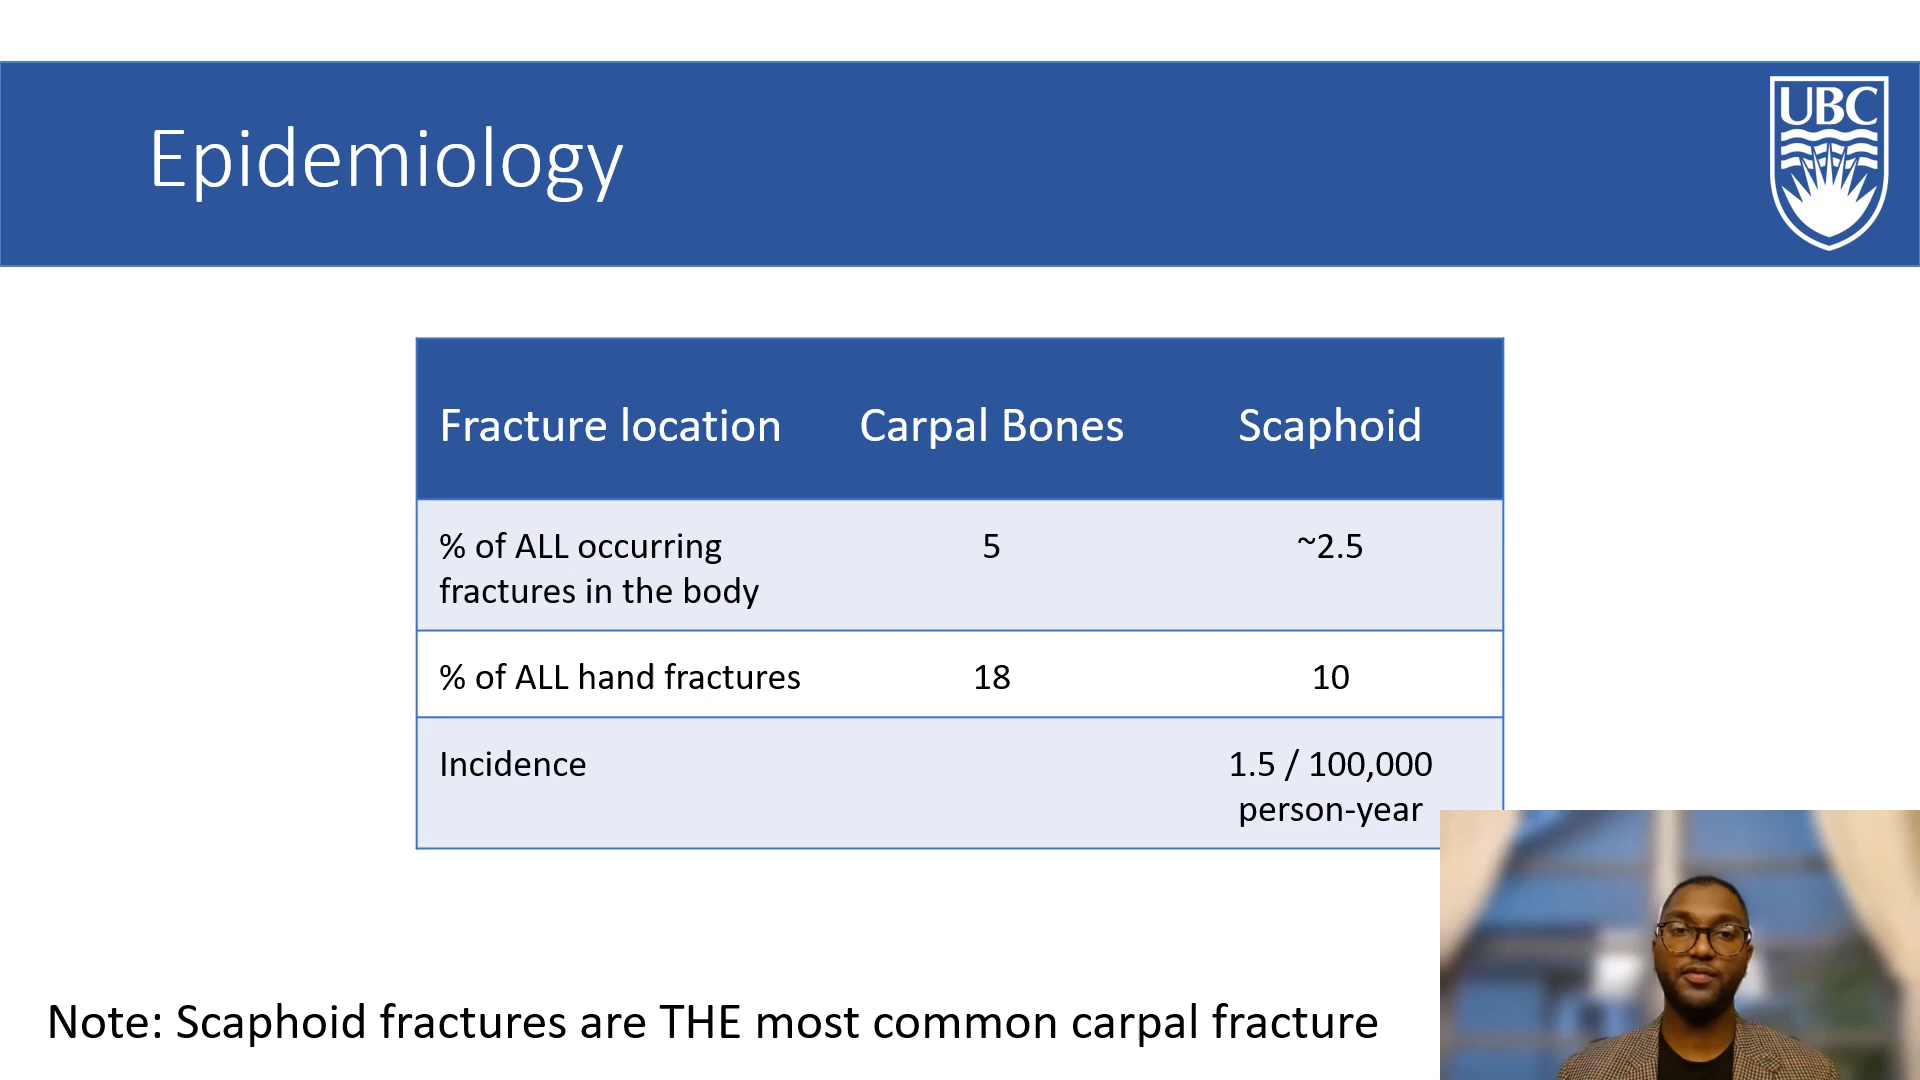 Epidemiology
UBC
Fracture location Carpal Bones Scaphoid
% of ALL occurring 5 ~2.5
fractures in the body
% of ALL hand fractures 18 10
Incidence 1.5 / 100,000
person-year
Note: Scaphoid fractures are THE most common carpal fracture